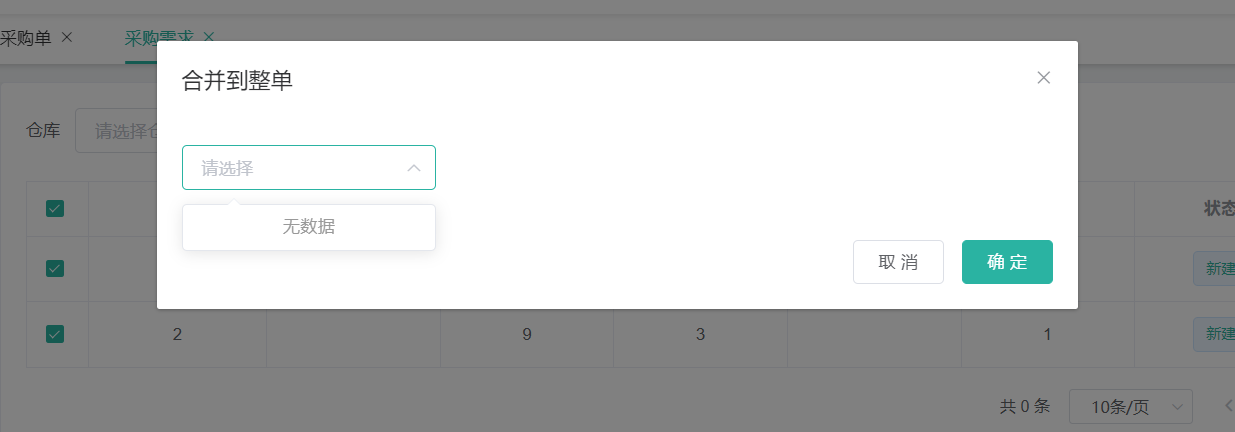 采购单
采购需求
合并到整单
仓库
请选择仓
请选择
无数据
取 消
确 定
状态
新建
2 9 3 1 新建
共 0 条 10条/页